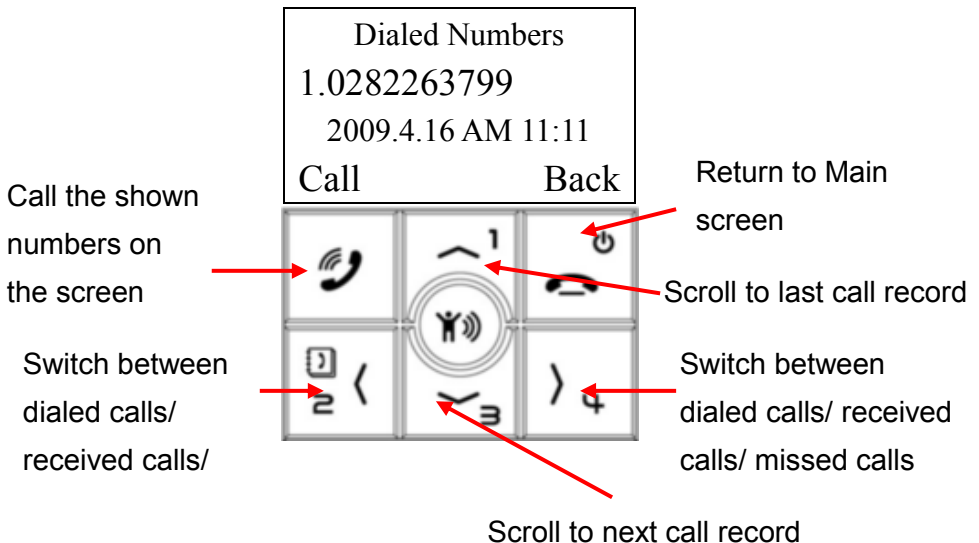 Dialed Numbers
1.0282263799
2009.4.16 AM 11:11
Call Back
Call the shown
numbers on
the screen
Return to Main
screen
1
Scroll to last call record
Switch between
dialed calls/
received calls/
2
3
4
Switch between
dialed calls/ received
calls/ missed calls
Scroll to next call record